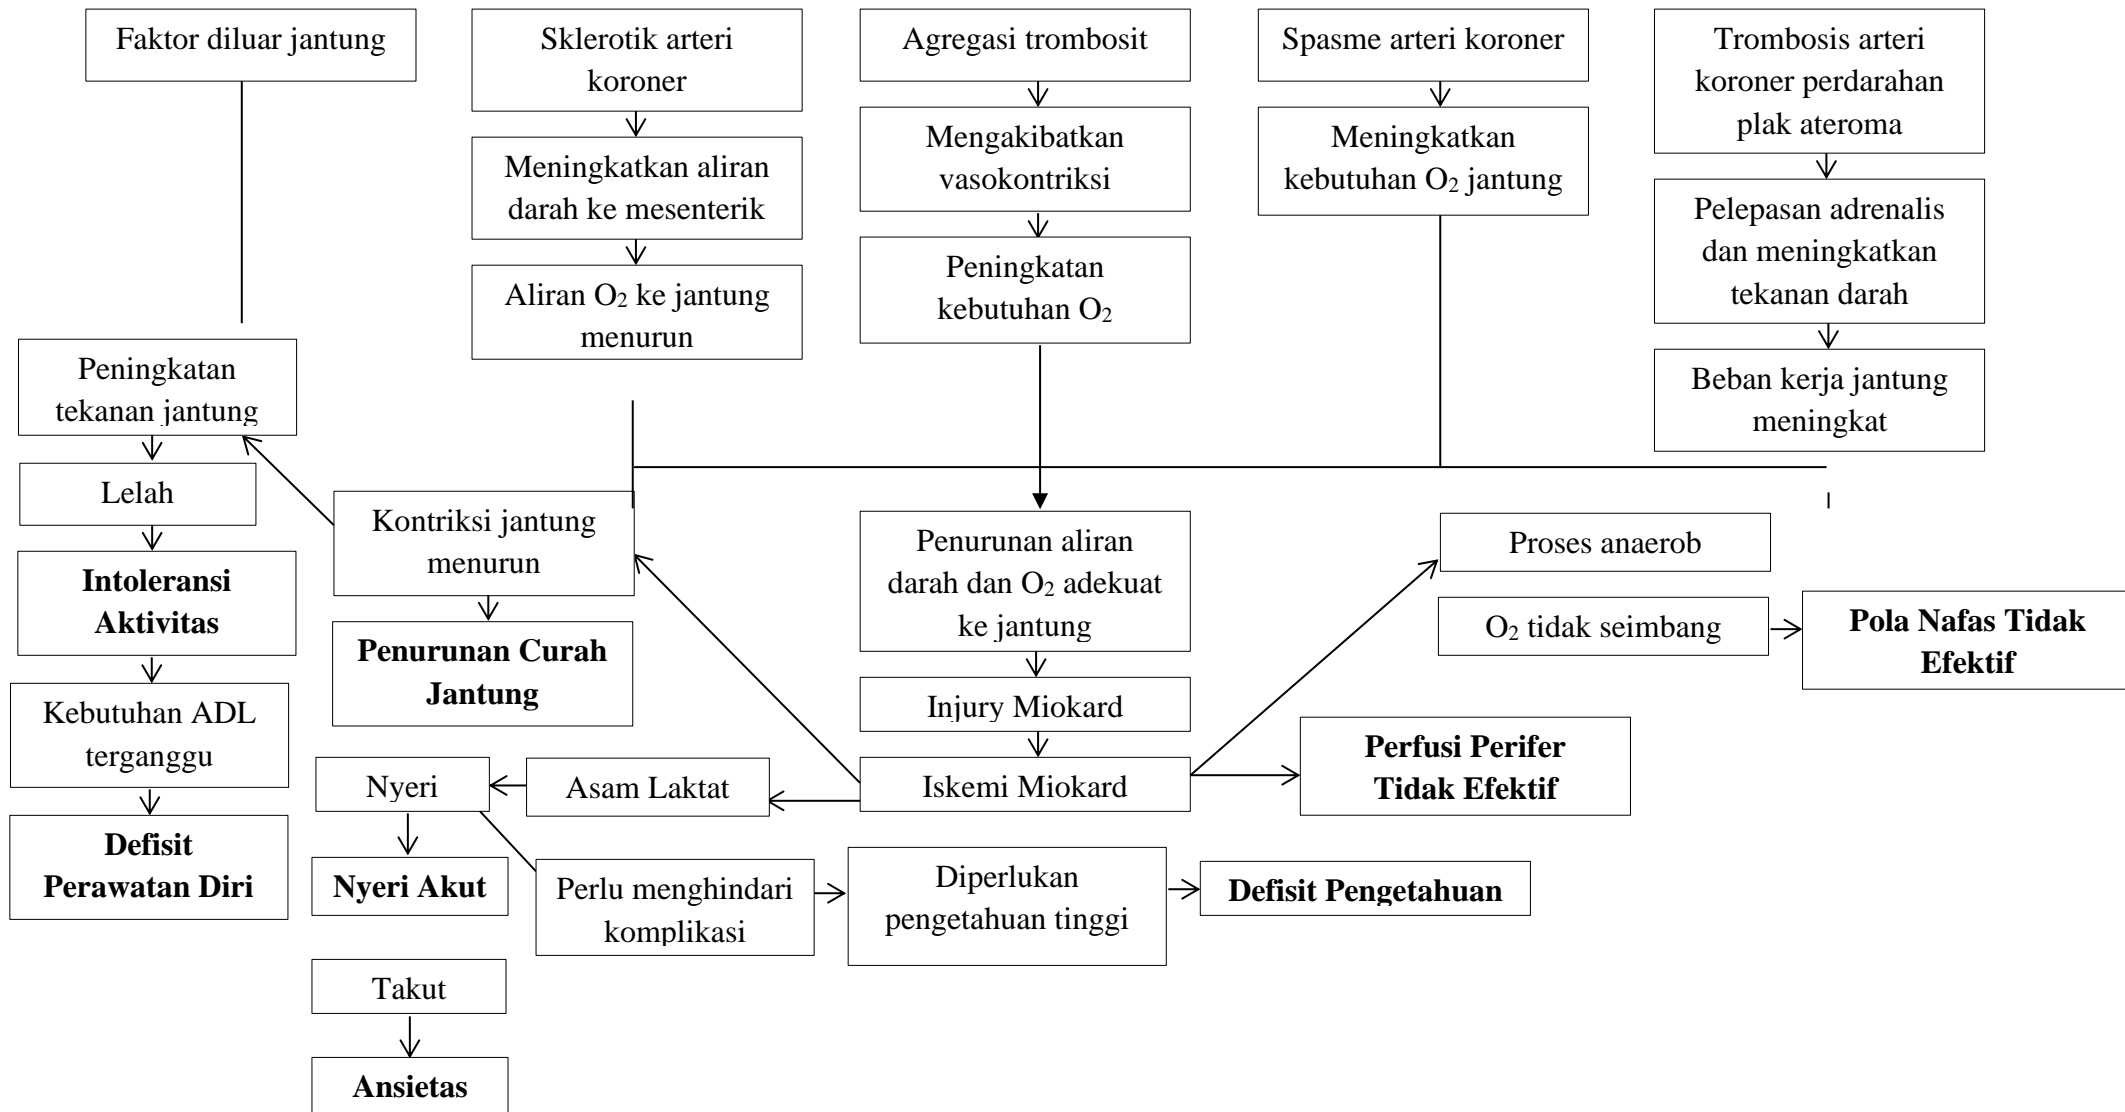 Faktor diluar jantung
Sklerotik arteri
koroner
Agregasi trombosit
Spasme arteri koroner
Trombosis arteri
koroner perdarahan
plak ateroma
Meningkatkan aliran
darah ke mesenterik
Mengakibatkan
vasokontriksi
Meningkatkan
kebutuhan O₂ jantung
Pelepasan adrenalis
dan meningkatkan
tekanan darah
Aliran O₂ ke jantung
menurun
Peningkatan
kebutuhan O₂
Peningkatan
tekanan jantung
Beban kerja jantung
meningkat
Lelah
Kontriksi jantung
menurun
Penurunan aliran
darah dan O₂ adekuat
ke jantung
Proses anaerob
Intoleransi
Aktivitas
Penurunan Curah
Jantung
O₂ tidak seimbang
Pola Nafas Tidak
Efektif
Kebutuhan ADL
terganggu
Injury Miokard
Perfusi Perifer
Tidak Efektif
Nyeri
Asam Laktat
Iskemi Miokard
Defisit
Perawatan Diri
Nyeri Akut
Perlu menghindari
komplikasi
Diperlukan
pengetahuan tinggi
Defisit Pengetahuan
Takut
Ansietas